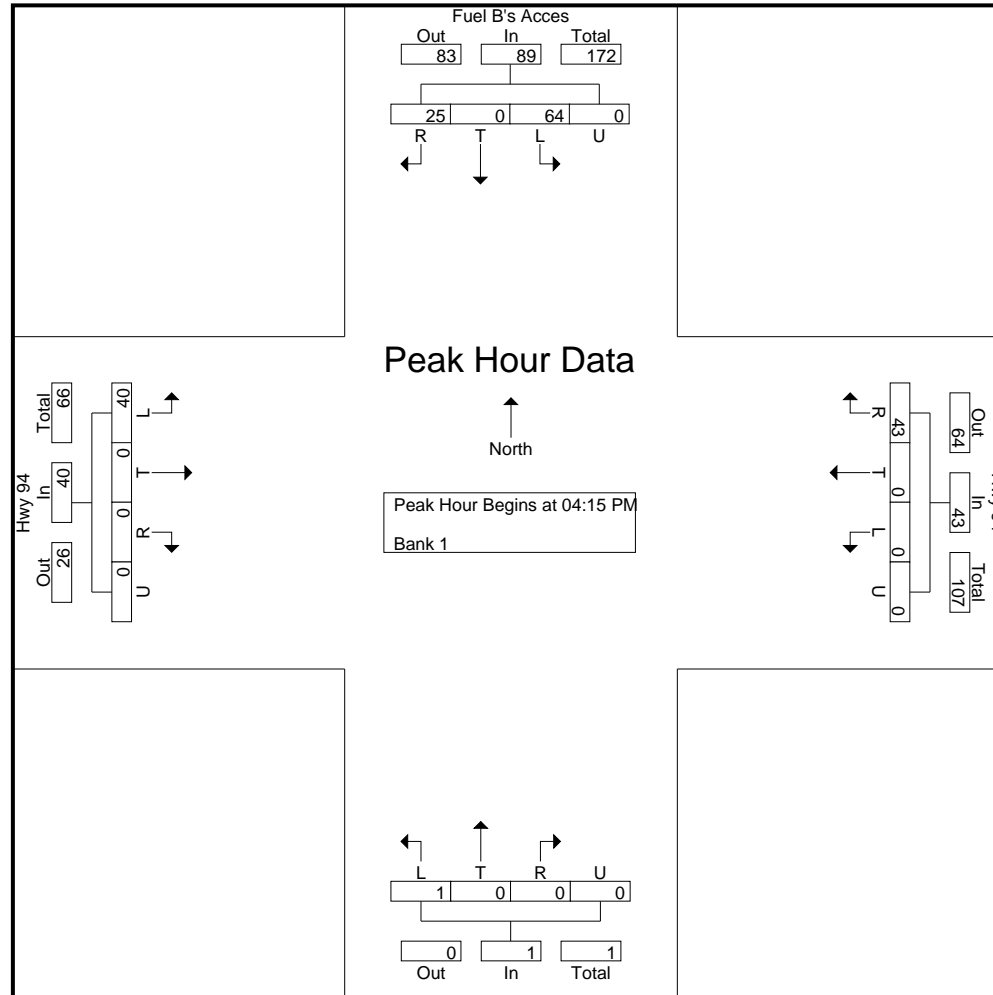 Fuel B's Acces
Out In Total
83 89 172
25 0 64 0
R T L U
Peak Hour Data
North
Peak Hour Begins at 04:15 PM
Bank 1
Hwy 94
Total In Out
66 40 26
40 0 0 0
L T R U
R T L U
43 0 0 0
Out In Total
64 43 107
L T R U
1 0 0 0
0 1 1
Out In Total